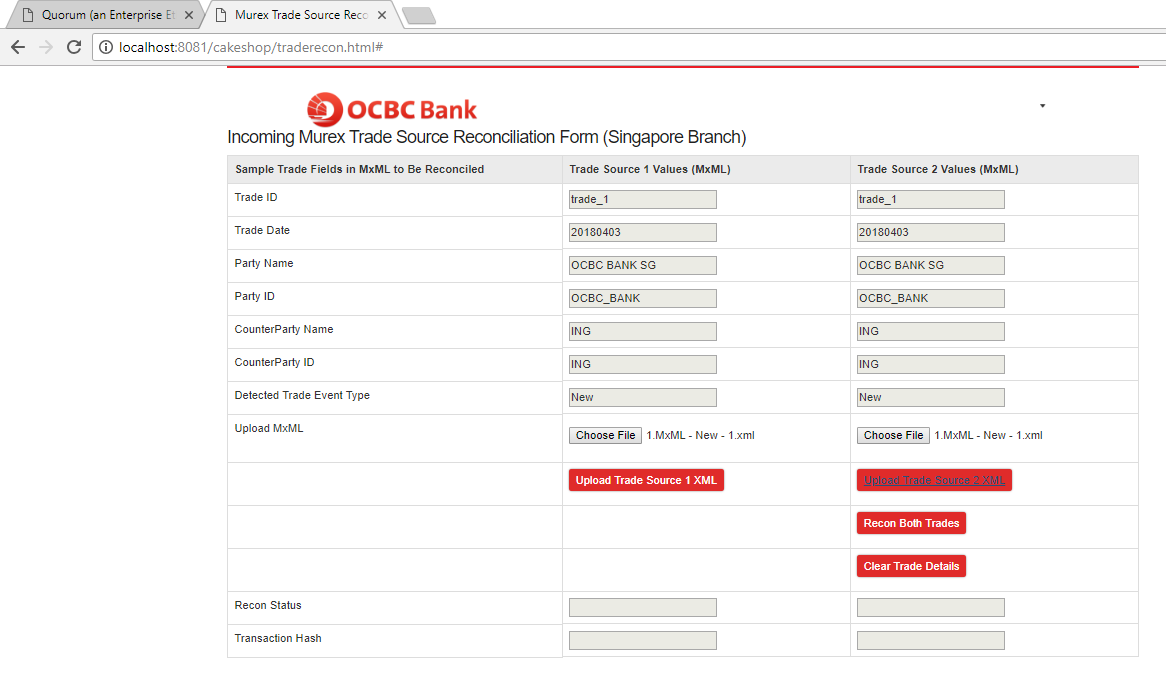 Quorum (an Enterprise Et
Murex Trade Source Reco
localhost:8081/cakeshop/traderecon.html#
OCBC Bank
Incoming Murex Trade Source Reconciliation Form (Singapore Branch)
Sample Trade Fields in MxML to Be Reconciled Trade Source 1 Values (MxML) Trade Source 2 Values (MxML)
Trade ID trade_1 trade_1
Trade Date 20180403 20180403
Party Name OCBC BANK SG OCBC BANK SG
Party ID OCBC_BANK OCBC_BANK
CounterParty Name ING ING
CounterParty ID ING ING
Detected Trade Event Type New New
Upload MxML Choose File 1.MxML - New - 1.xml Choose File 1.MxML - New - 1.xml
Upload Trade Source 1 XML Upload Trade Source 2 XML
Recon Both Trades
Clear Trade Details
Recon Status
Transaction Hash